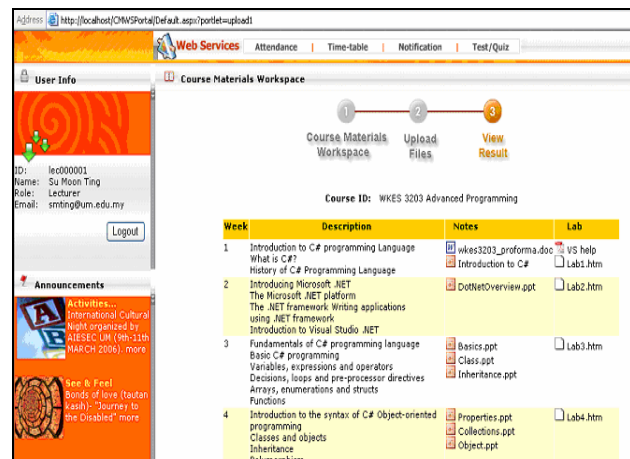 Address http://localhost/CMWSPortal/Default.aspx?portlet=upload1
Web Services Attendance | Time-table | Notification | Test/Quiz
User Info
ID: lec000001
Name: Su Moon Ting
Role: Lecturer
Email: smting@um.edu.my
Logout
Announcements
Activities...
International Cultural
Night organized by
AIESEC UM (9th-11th
MARCH 2006). more
See & Feel
Bonds of love (tautan
kasih)- "Journey to
the Disabled" more
Course Materials Workspace
1 2 3
Course Materials
Workspace
Upload
Files
View
Result
Course ID: WKES 3203 Advanced Programming
Week Description Notes Lab
1 Introduction to C# programming Language wkes3203_proforma.doc VS help
What is C#? Introduction to C# Lab1.htm
History of C# Programming Language
2 Introducing Microsoft .NET DotNetOverview.ppt Lab2.htm
The Microsoft .NET platform
The .NET framework Writing applications
using .NET framework
Introduction to Visual Studio .NET
3 Fundamentals of C# programming language Basics.ppt Lab3.htm
Basic C# programming Class.ppt
Variables, expressions and operators Inheritance.ppt
Decisions, loops and pre-processor directives
Arrays, enumerations and structs
Functions
4 Introduction to the syntax of C# Object-oriented Properties.ppt Lab4.htm
programming Collections.ppt
Classes and objects Object.ppt
Inheritance